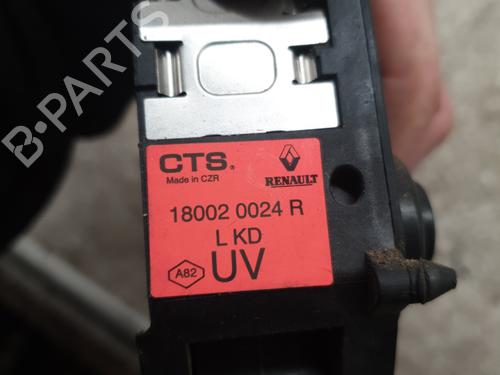 B-PARTS
CTS®
Made in CZR
RENAULT
18002 0024 R
L KD
A82
UV